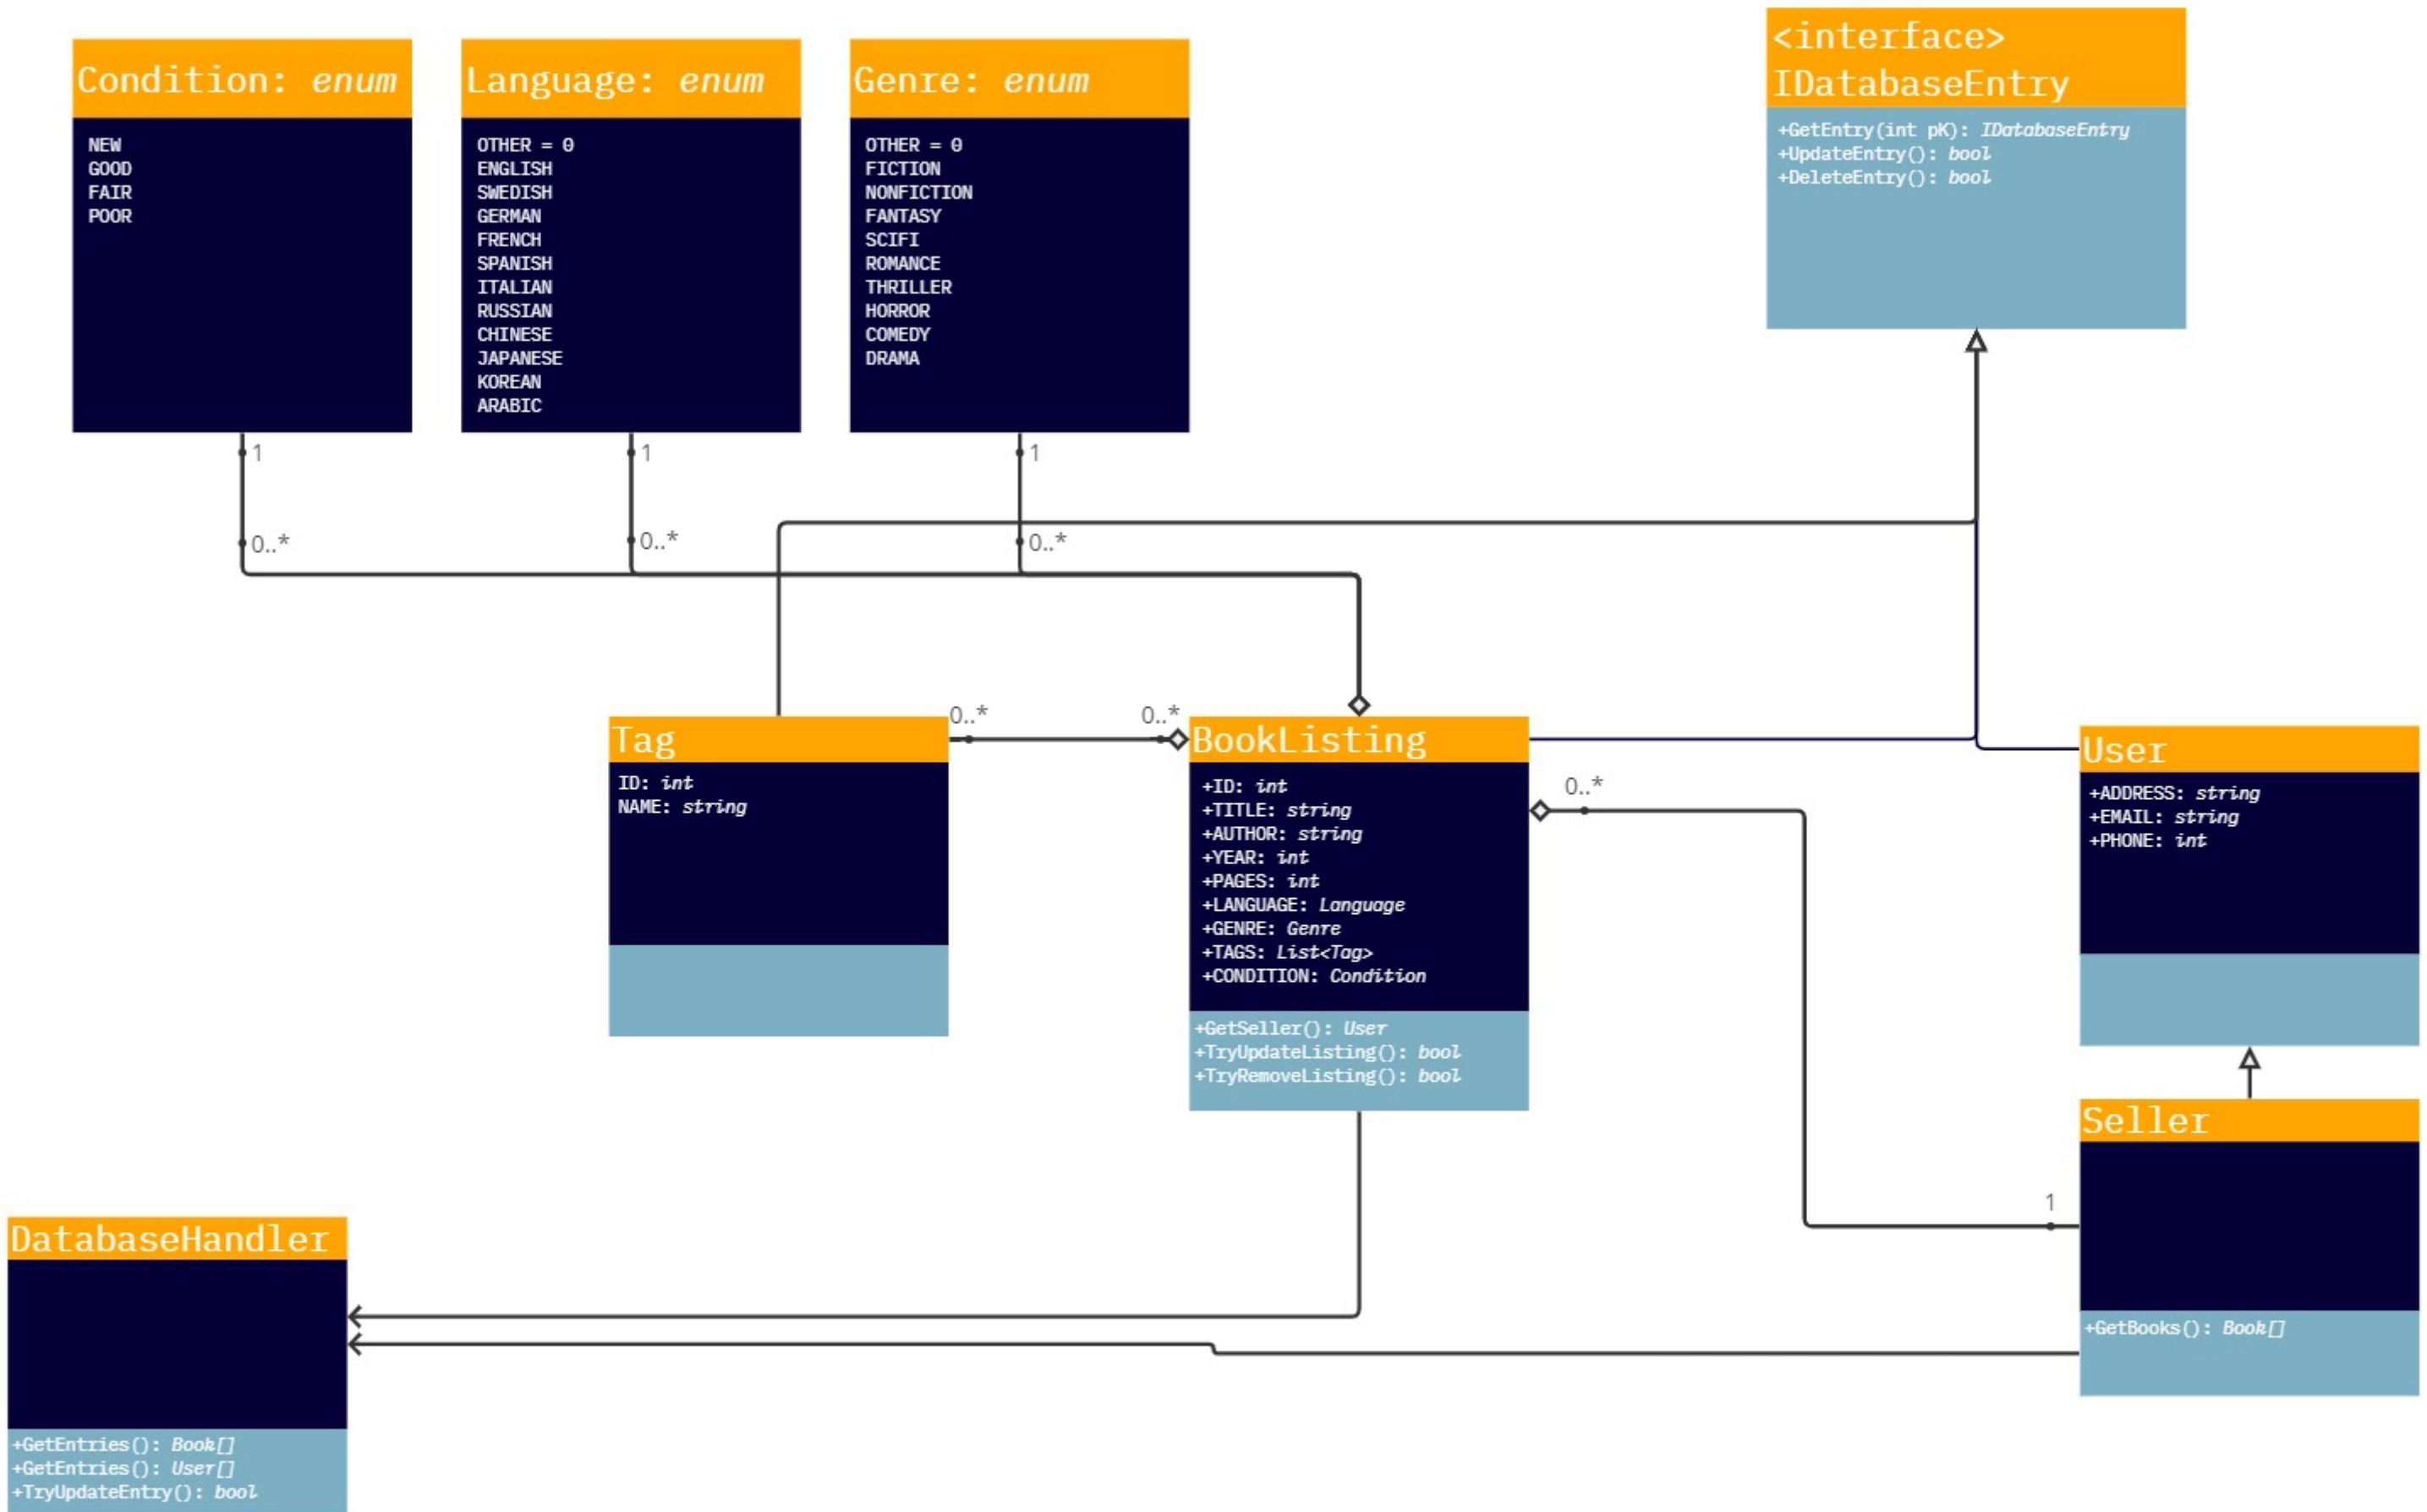 Condition: enum
NEW
GOOD
FAIR
POOR
Language: enum
OTHER = 0
ENGLISH
SWEDISH
GERMAN
FRENCH
SPANISH
ITALIAN
RUSSIAN
CHINESE
JAPANESE
KOREAN
ARABIC
Genre: enum
OTHER = 0
FICTION
NONFICTION
FANTASY
SCIFI
ROMANCE
THRILLER
HORROR
COMEDY
DRAMA
<interface>
IDatabaseEntry
+GetEntry(int pK): IDatabaseEntry
+UpdateEntry(): bool
+DeleteEntry(): bool
1
1
1
0..*
0..*
0..*
Tag
ID: int
NAME: string
0..*
0..*
BookListing
+ID: int
+TITLE: string
+AUTHOR: string
+YEAR: int
+PAGES: int
+LANGUAGE: Language
+GENRE: Genre
+TAGS: List<Tag>
+CONDITION: Condition
+GetSeller(): User
+TryUpdateListing(): bool
+TryRemoveListing(): bool
0..*
User
+ADDRESS: string
+EMAIL: string
+PHONE: int
Seller
1
+GetBooks(): Book[]
DatabaseHandler
+GetEntries(): Book[]
+GetEntries(): User[]
+TryUpdateEntry(): bool